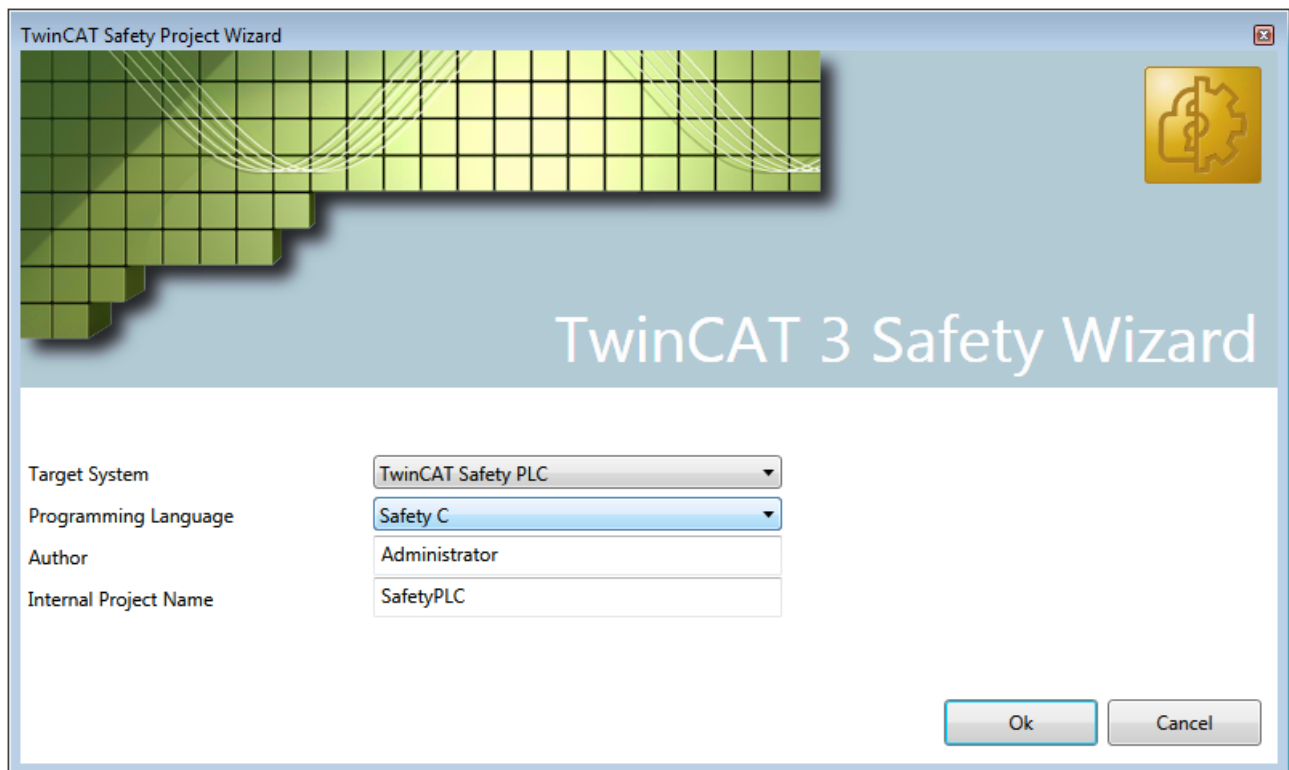 TwinCAT Safety Project Wizard
TwinCAT 3 Safety Wizard
Target System TwinCAT Safety PLC
Programming Language Safety C
Author Administrator
Internal Project Name SafetyPLC
Ok Cancel